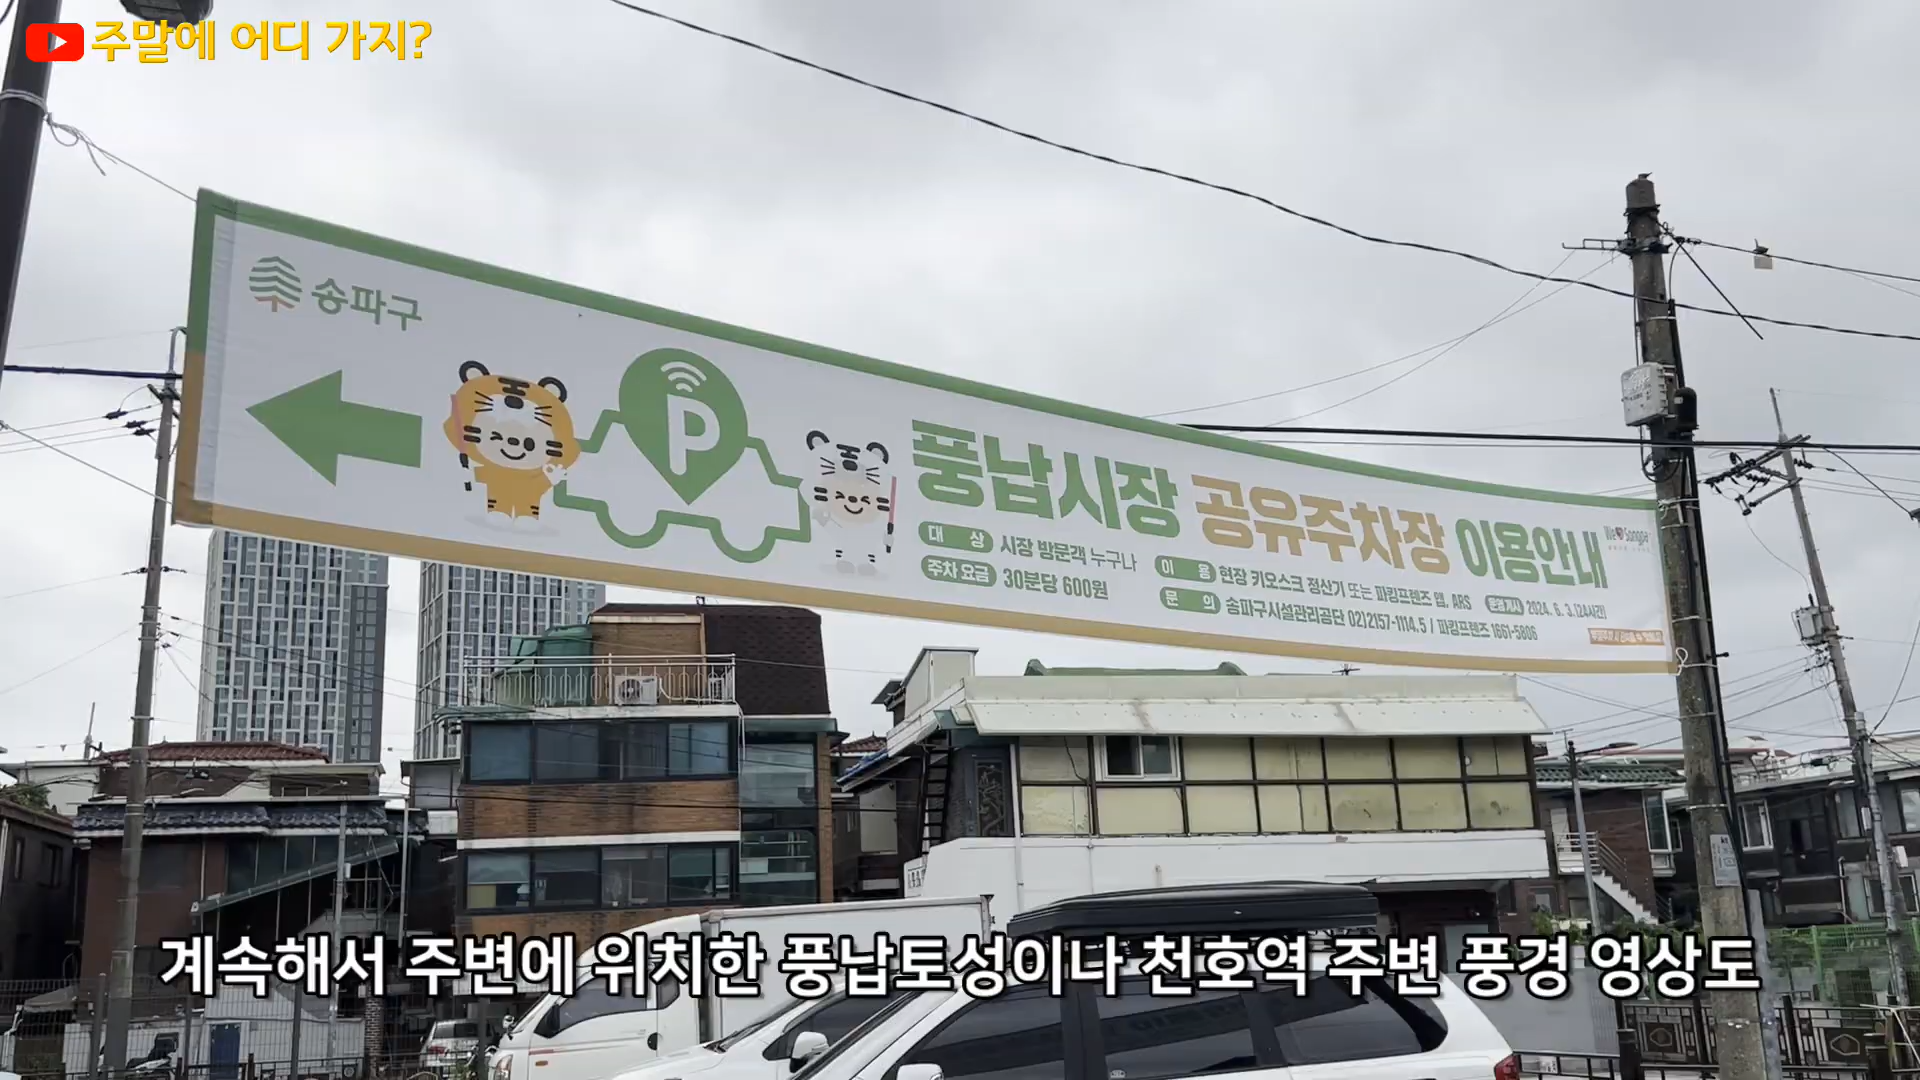 주말에 어디 가지?
송파구
P
풍납시장 공유주차장 이용안내
대 상 시장 방문객 누구나
주차 요금 30분당 600원
이 용 현장 키오스크 정산기 또는 파킹프렌즈 앱, ARS
2024. 6. 3.(24시간)
문 의 송파구시설관리공단 02)2157-1114.5 / 파킹프렌즈 1661-5806
계속해서 주변에 위치한 풍납토성이나 천호역 주변 풍경 영상도